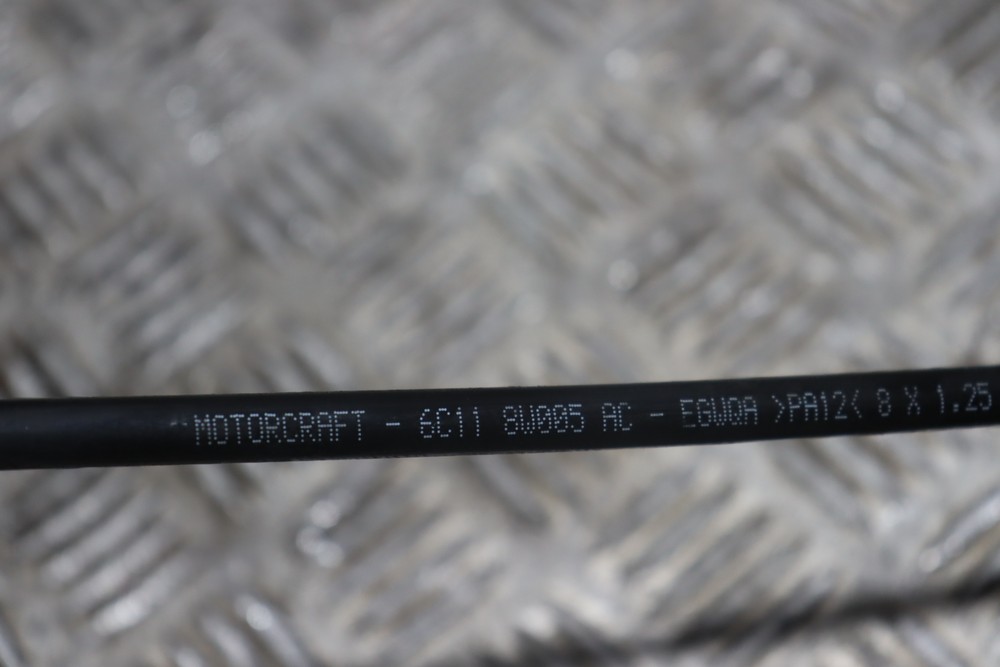 MOTORCRAFT - 6C11 8W005 AC - EGWQA >PA12< 8 X 1.25